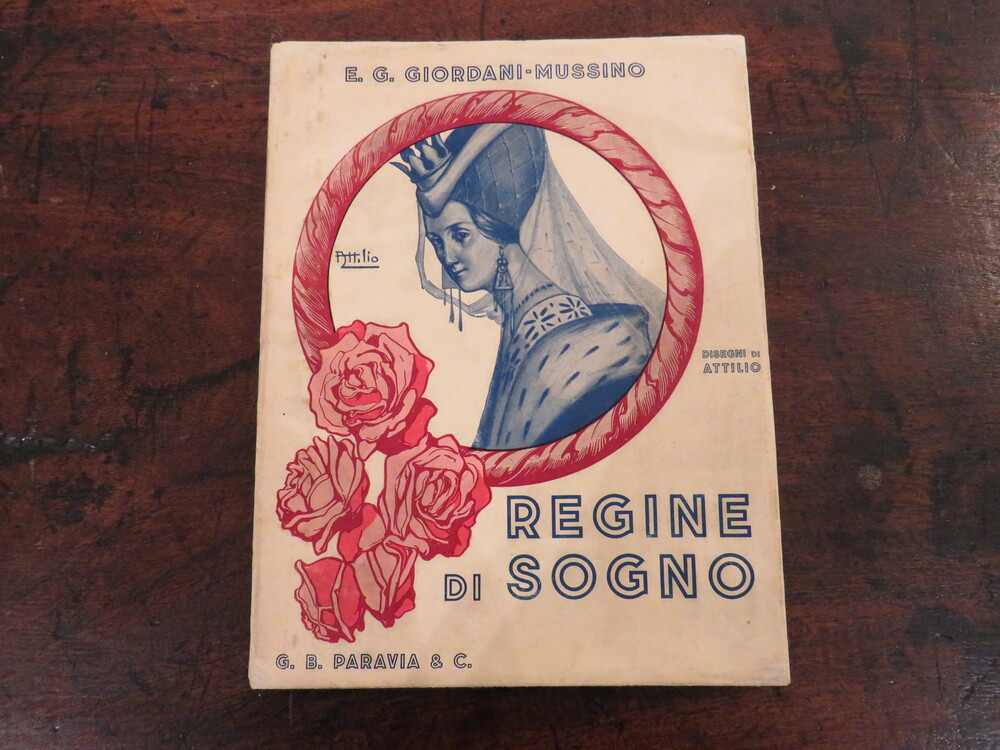 E. G. GIORDANI-MUSSINO
Attilio
DISEGNI DI
ATTILIO
REGINE
DI SOGNO
G. B. PARAVIA & C.